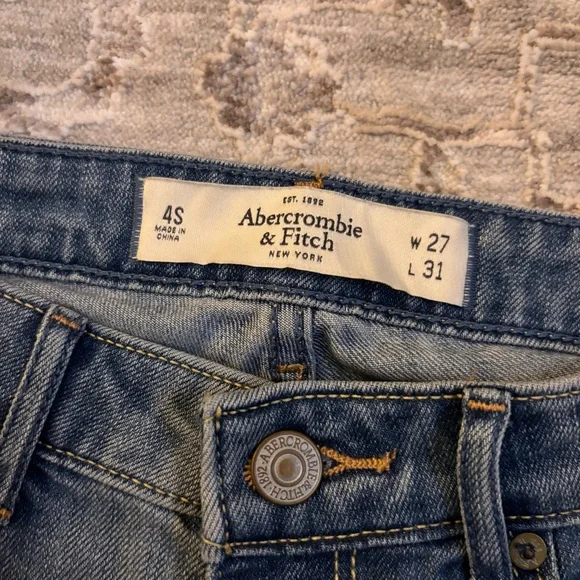 EST. 1892
4S
MADE IN
CHINA
Abercrombie
& Fitch
NEW YORK
W 27
L 31
ABERCROMBIE
& FITCH 1892